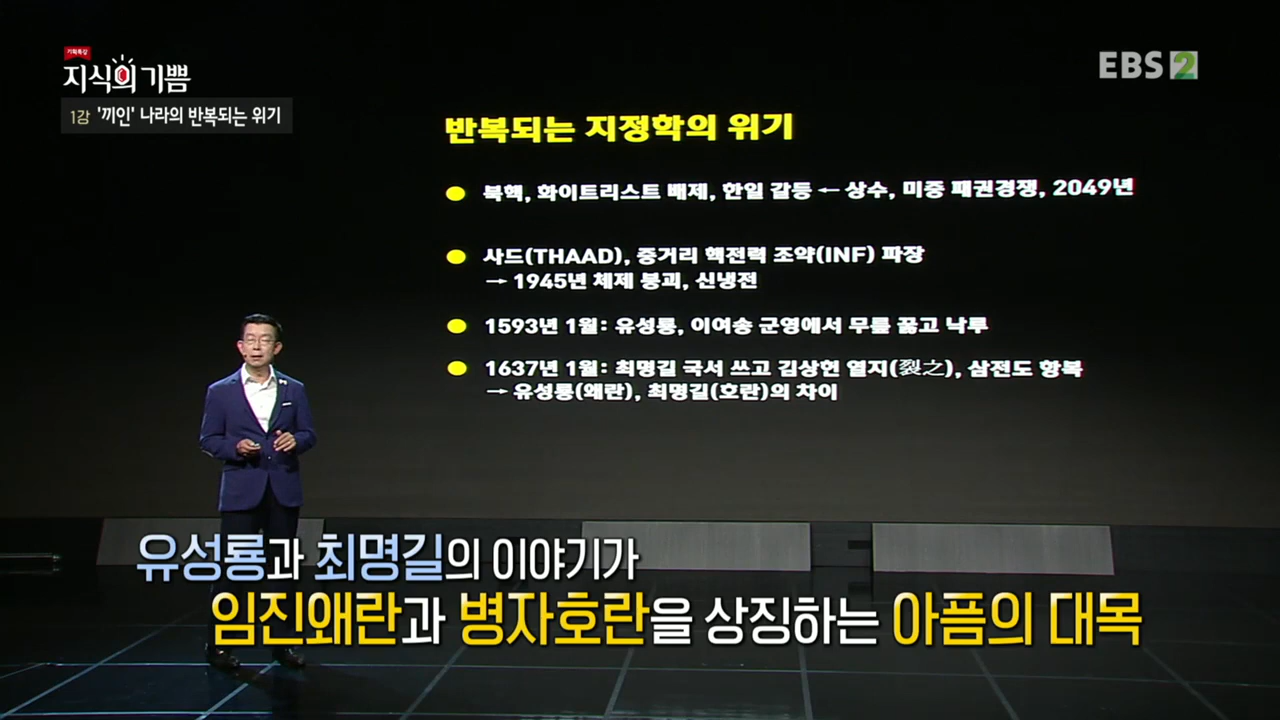 기획특강
지식의 기쁨
1강 '끼인' 나라의 반복되는 위기
EBS 2
반복되는 지정학의 위기
북핵, 화이트리스트 배제, 한일 갈등 ← 상수, 미중 패권경쟁, 2049년
사드(THAAD), 중거리 핵전력 조약(INF) 파장
→ 1945년 체제 붕괴, 신냉전
1593년 1월: 유성룡, 이여송 군영에서 무릎 꿇고 낙루
1637년 1월: 최명길 국서 쓰고 김상헌 열지(裂之), 삼전도 항복
→ 유성룡(왜란), 최명길(호란)의 차이
유성룡과 최명길의 이야기가
임진왜란과 병자호란을 상징하는 아픔의 대목